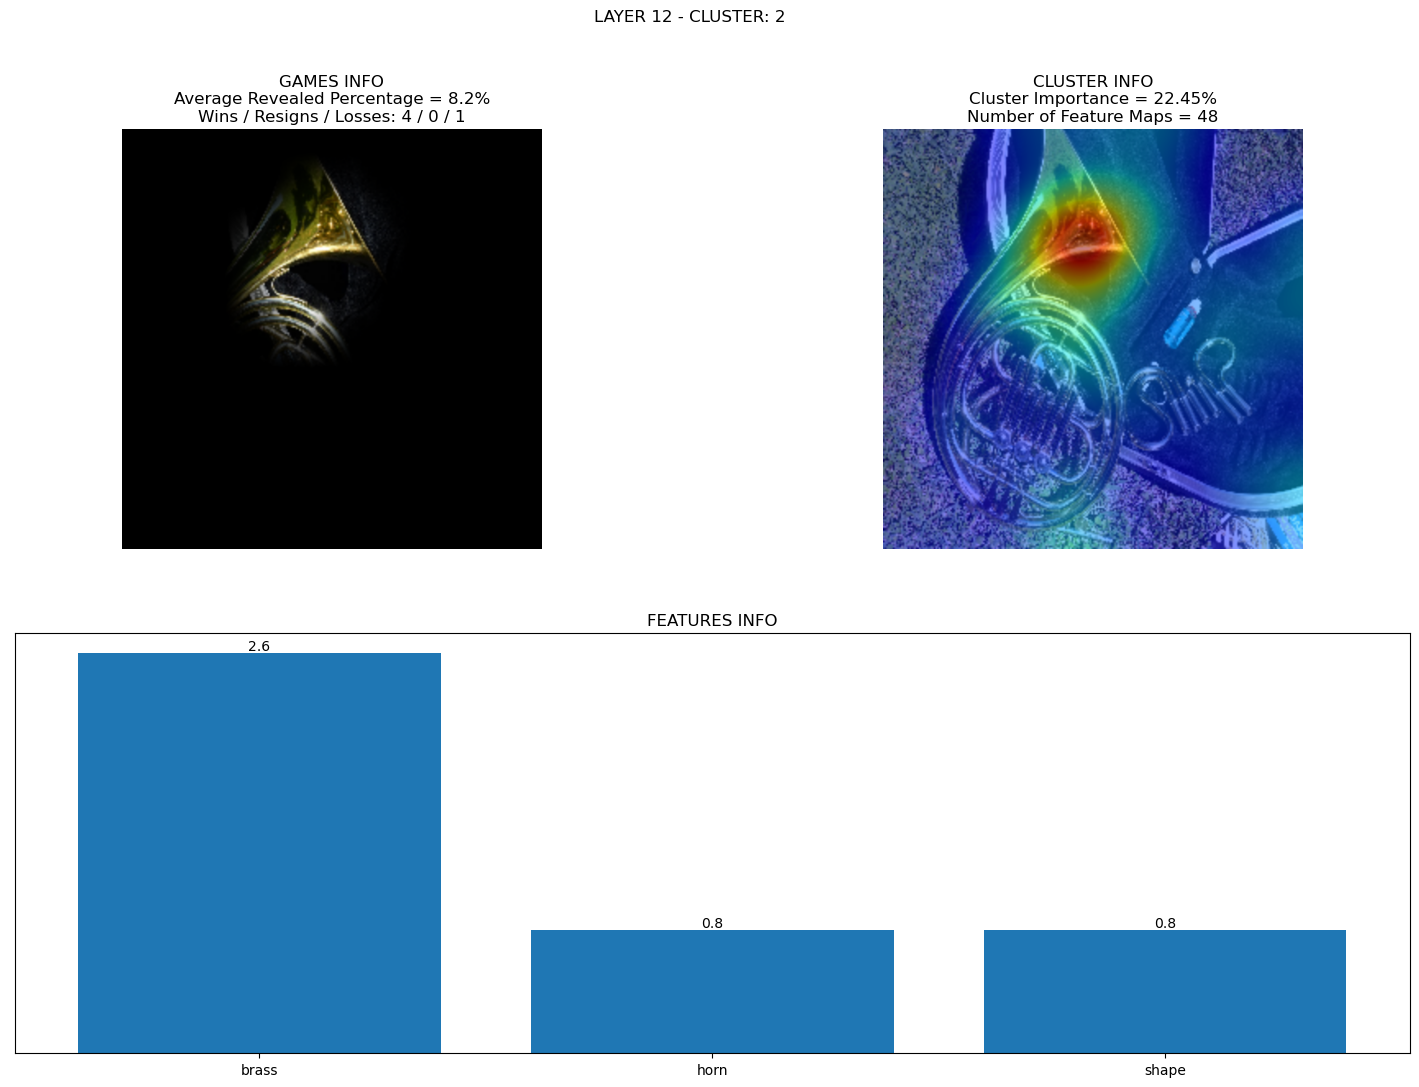 LAYER 12 - CLUSTER: 2
GAMES INFO
Average Revealed Percentage = 8.2%
Wins / Resigns / Losses: 4 / 0 / 1
CLUSTER INFO
Cluster Importance = 22.45%
Number of Feature Maps = 48
FEATURES INFO
2.6
0.8
0.8
brass
horn
shape